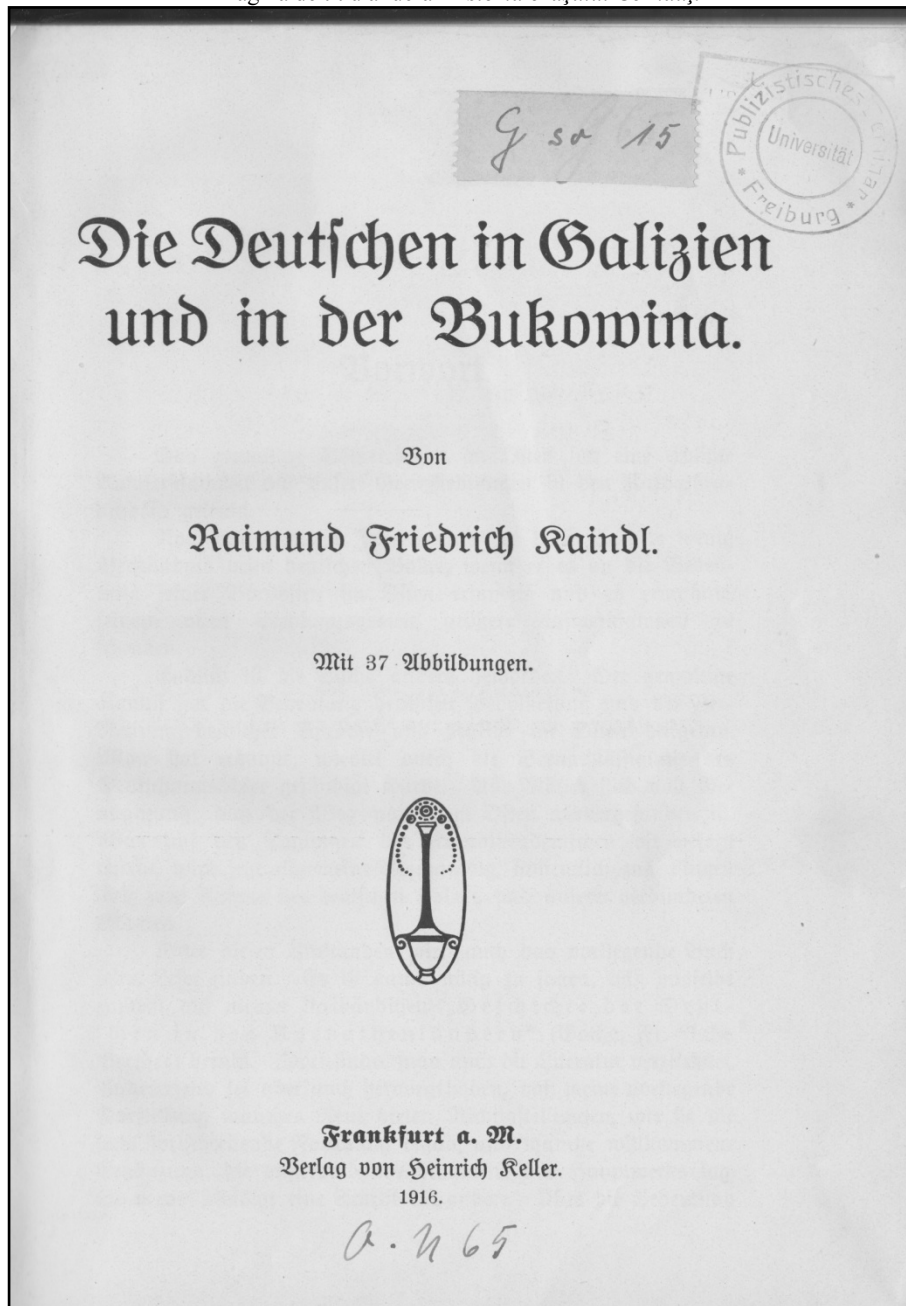 G so 15
Publizistisches
Universität
* Freiburg *
Die Deutschen in Galizien
und in der Bukowina.
Von
Raimund Friedrich Kaindl.
Mit 37 Abbildungen.
Frankfurt a. M.
Verlag von Heinrich Keller.
1916.
65